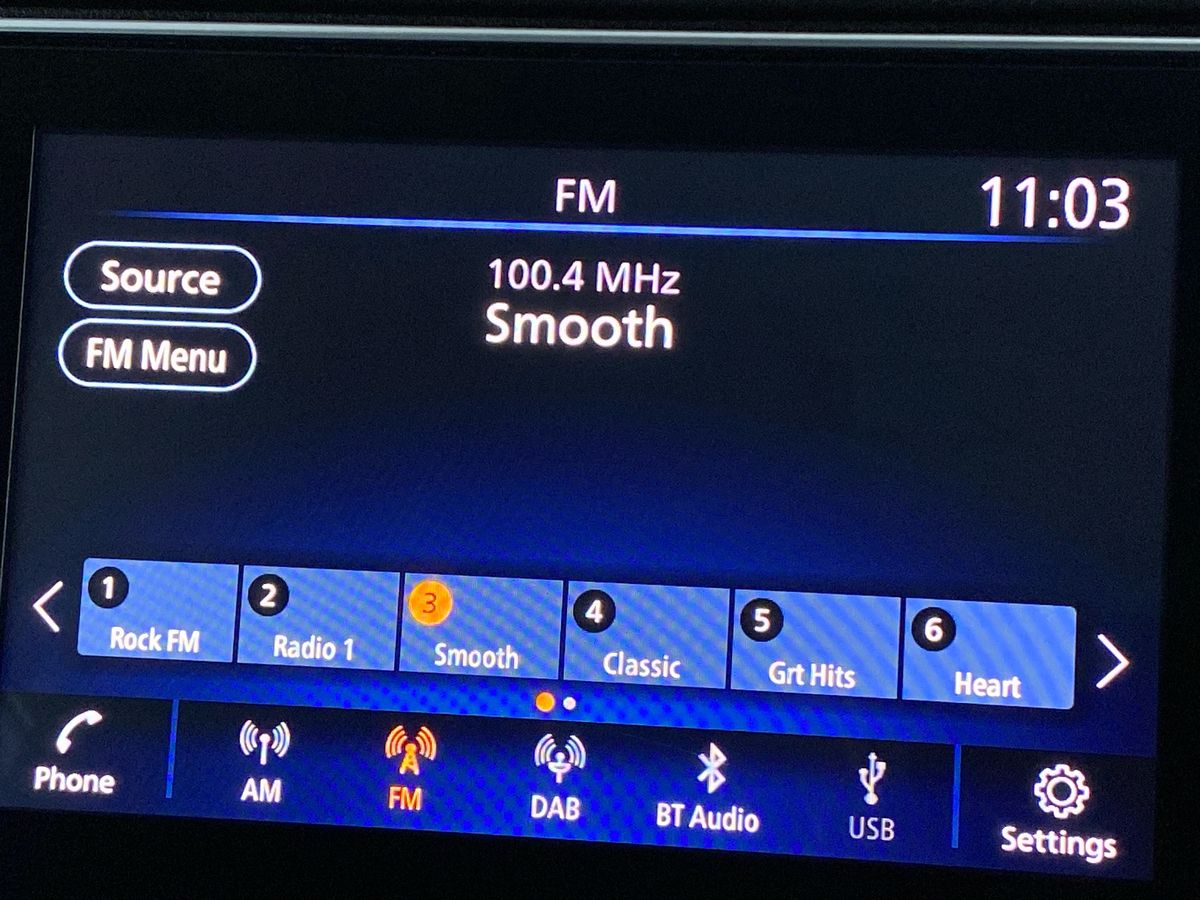 FM
11:03
Source
100.4 MHz
Smooth
FM Menu
1
Rock FM
2
Radio 1
3
Smooth
4
Classic
5
Grt Hits
6
Heart
Phone
AM
FM
DAB
BT Audio
USB
Settings